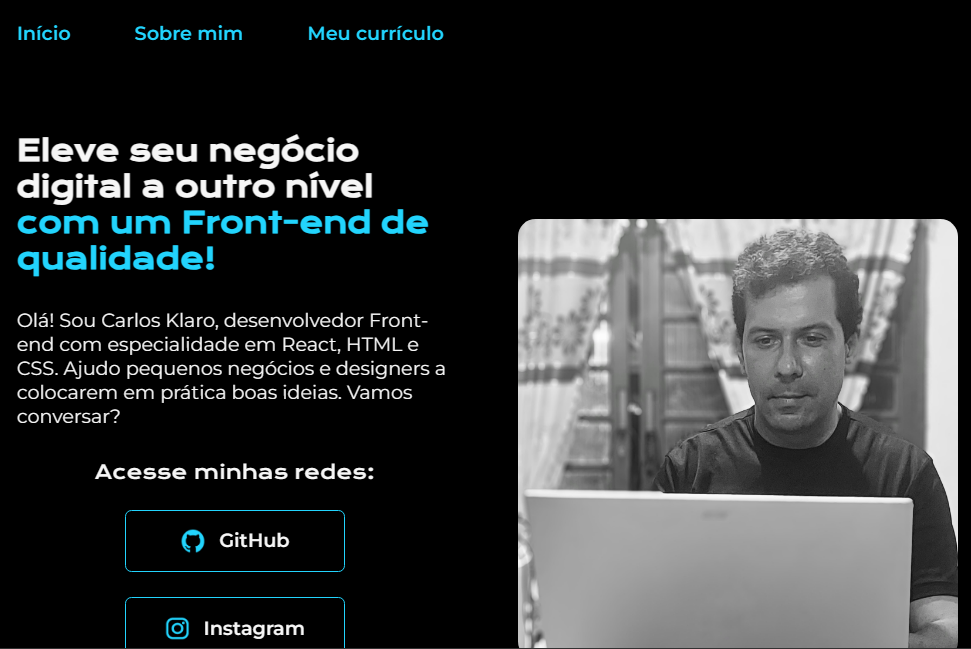 Início Sobre mim Meu currículo
Eleve seu negócio
digital a outro nível
com um Front-end de
qualidade!
Olá! Sou Carlos Klaro, desenvolvedor Front-
end com especialidade em React, HTML e
CSS. Ajudo pequenos negócios e designers a
colocarem em prática boas ideias. Vamos
conversar?
Acesse minhas redes:
GitHub
Instagram